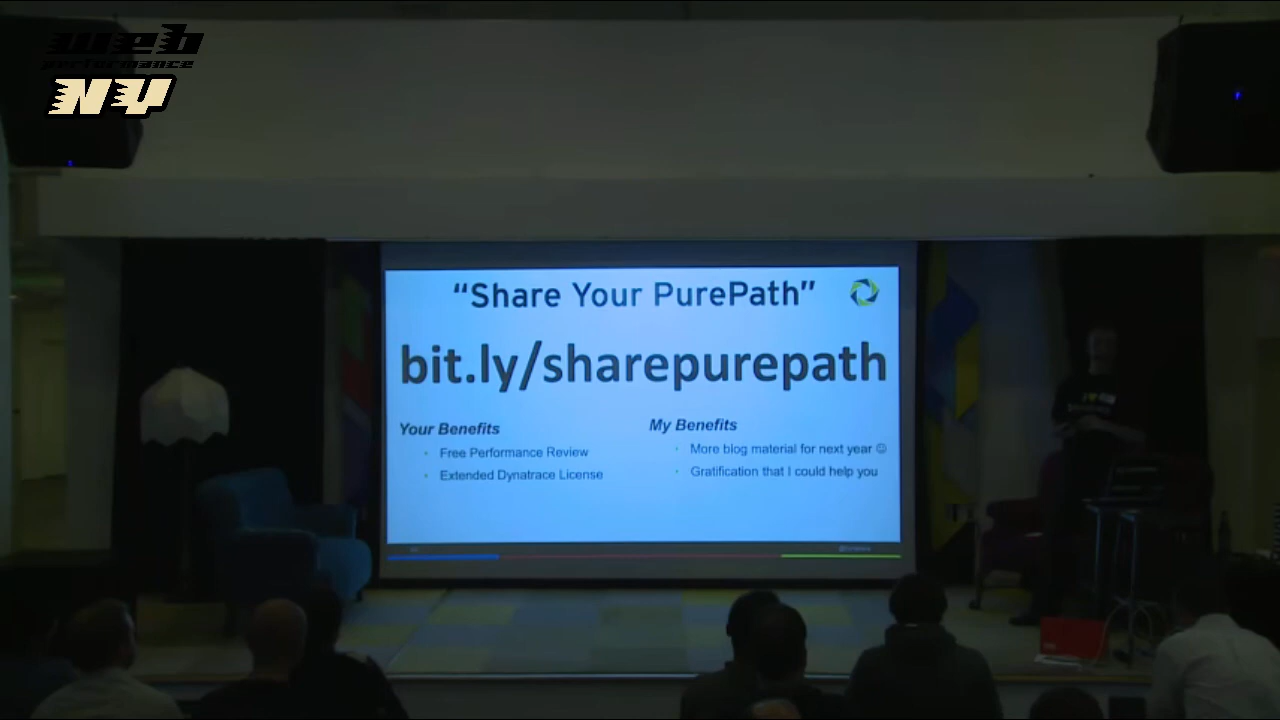 web
performance
NY
“Share Your PurePath”
bit.ly/sharepurepath
Your Benefits
Free Performance Review
Extended Dynatrace License
My Benefits
More blog material for next year ☺
Gratification that I could help you